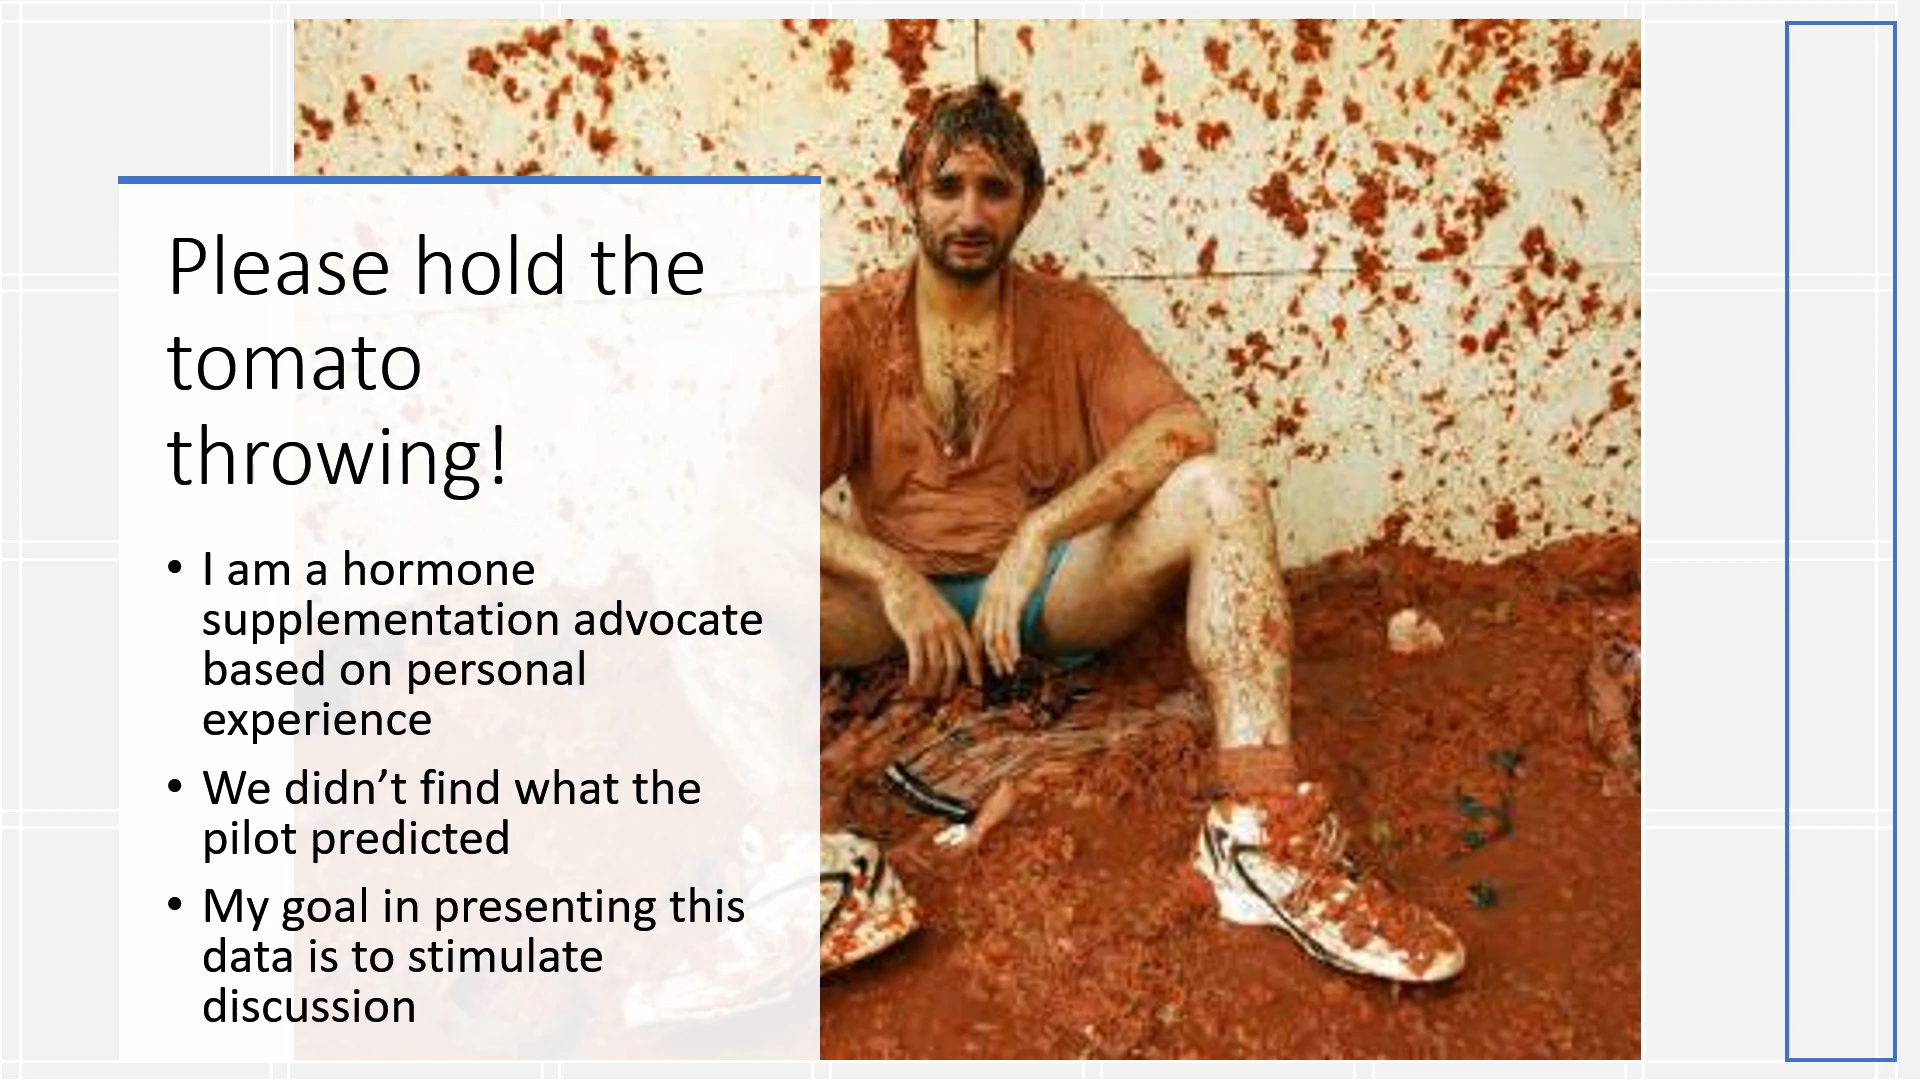 Please hold the
tomato
throwing!
• I am a hormone
supplementation advocate
based on personal
experience
• We didn’t find what the
pilot predicted
• My goal in presenting this
data is to stimulate
discussion